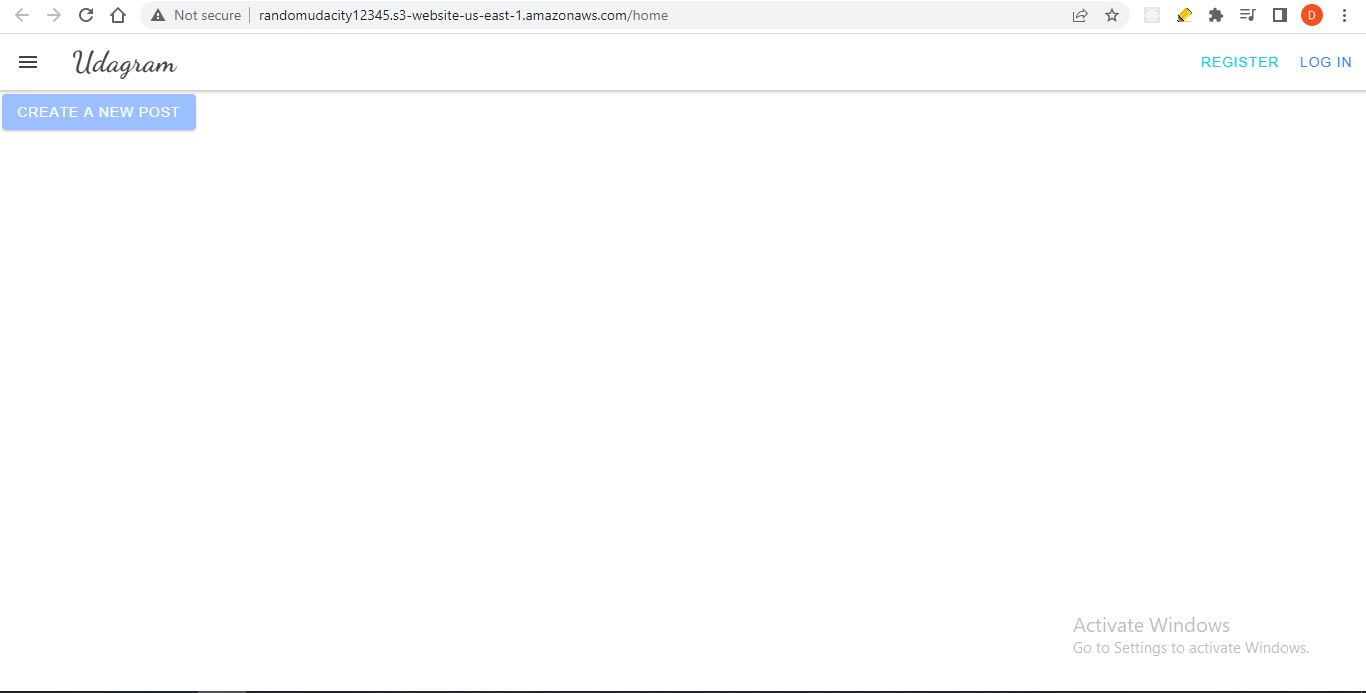 Not secure randomudacity12345.s3-website-us-east-1.amazonaws.com/home
D
Udagram
REGISTER LOG IN
CREATE A NEW POST
Activate Windows
Go to Settings to activate Windows.